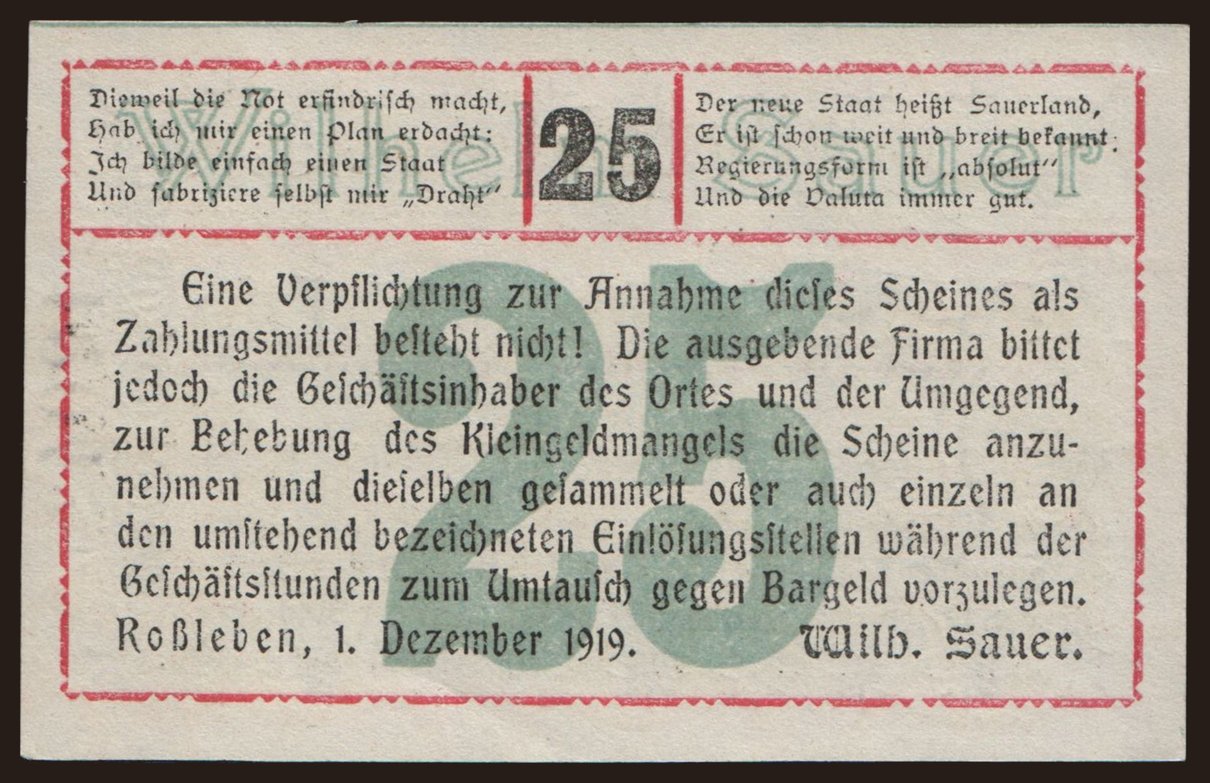 Dieweil die Not erfindrisch macht,
Hab ich mir einen Plan erdacht:
Ich bilde einfach einen Staat
Und fabriziere selbst mir „Draht“
25
Der neue Staat heißt Sauerland,
Er ist schon weit und breit bekannt;
Regierungsform ist „absolut“
Und die Valuta immer gut.
Wilhelm Sauer
Eine Verpflichtung zur Annahme dieses Scheines als
Zahlungsmittel besteht nicht! Die ausgebende Firma bittet
jedoch die Geschäftsinhaber des Ortes und der Umgegend,
zur Behebung des Kleingeldmangels die Scheine anzu-
nehmen und dieselben gesammelt oder auch einzeln an
den umstehend bezeichneten Einlösungsstellen während der
Geschäftsstunden zum Umtausch gegen Bargeld vorzulegen.
Roßleben, 1. Dezember 1919. Wilh. Sauer.
25